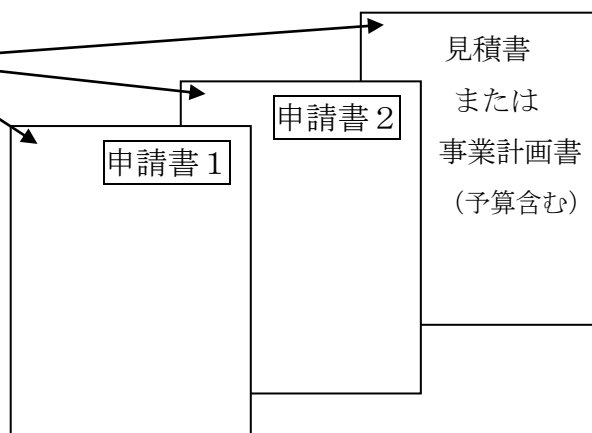 見積書
または
事業計画書
（予算含む）
申請書２
申請書１